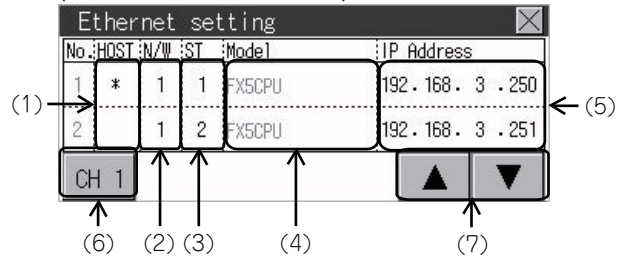 Ethernet setting
No. HOST N/W ST Model IP Address
1 * 1 1 FX5CPU 192. 168. 3 .250
2 1 2 FX5CPU 192. 168. 3 .251
(1) (5)
CH 1 ▲ ▼
(6) (2) (3) (4) (7)